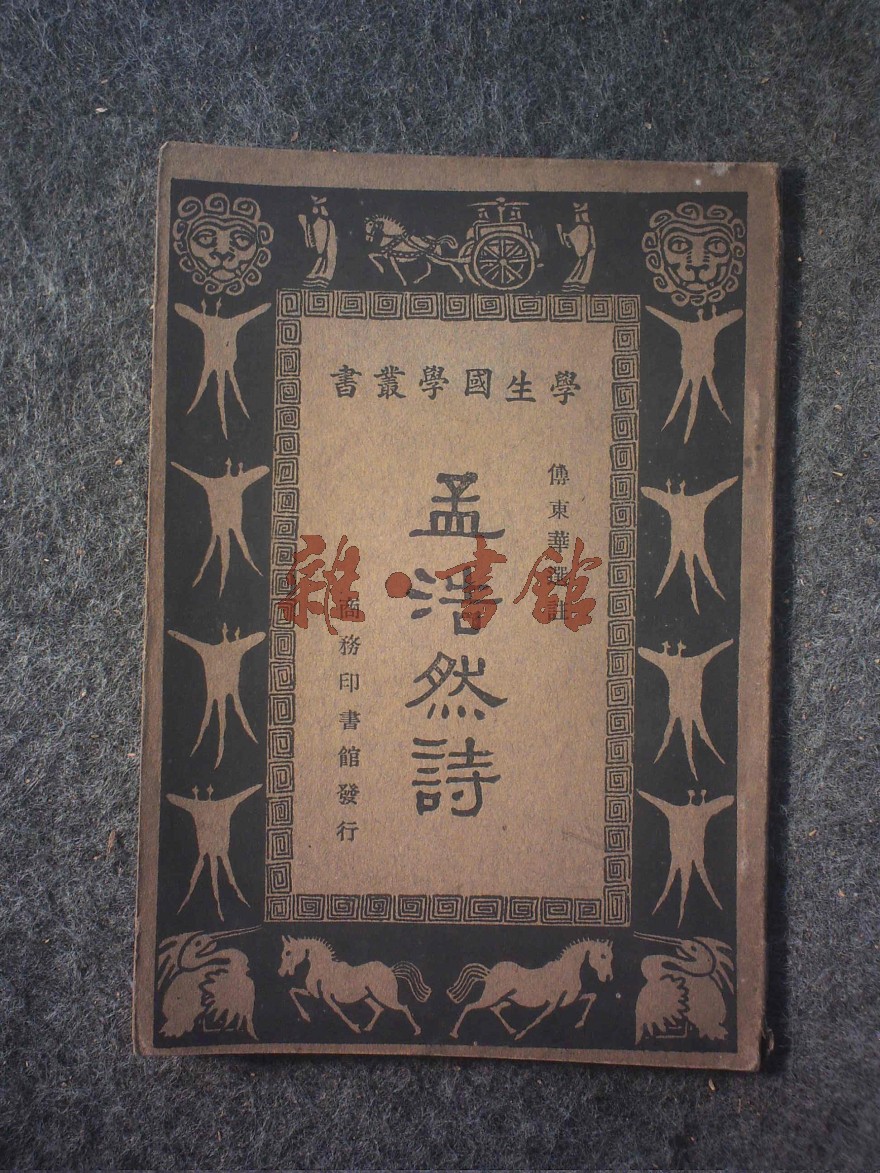 學生國學叢書
傅東華選註
孟浩然詩
商務印書館發行
雜·書館